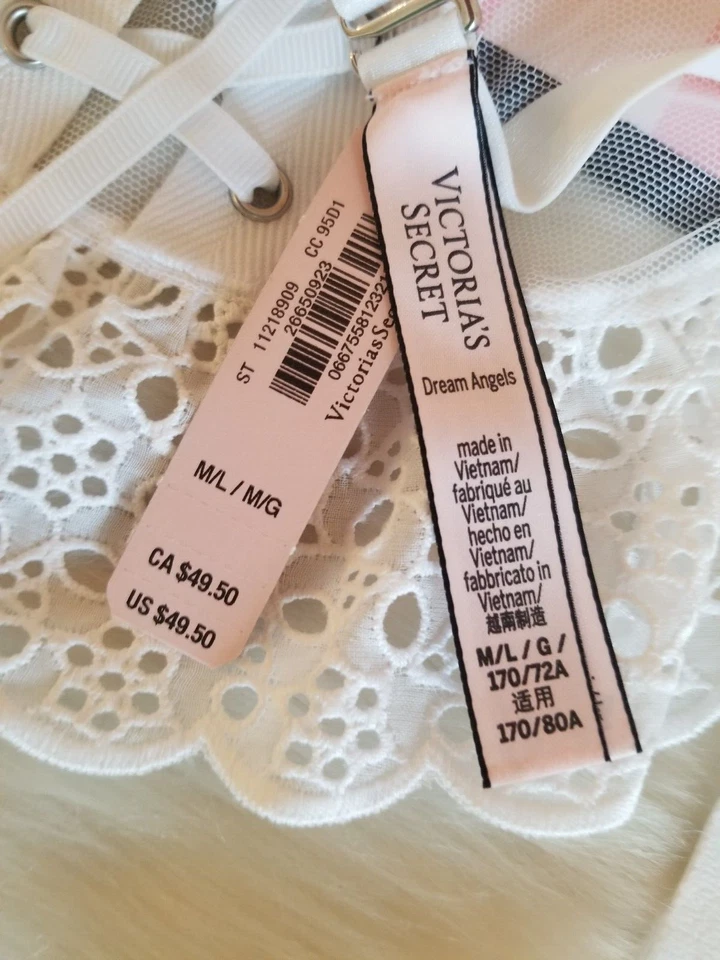 ST 11218909 CC 95D1
26650923
VictoriasSec
M/L / M/G
CA $49.50
US $49.50
VICTORIA'S
SECRET
Dream Angels
made in
Vietnam/
fabriqué au
Vietnam/
hecho en
Vietnam/
fabbricato in
Vietnam/
越南制造
M/L / G /
170/72A
适用
170/80A